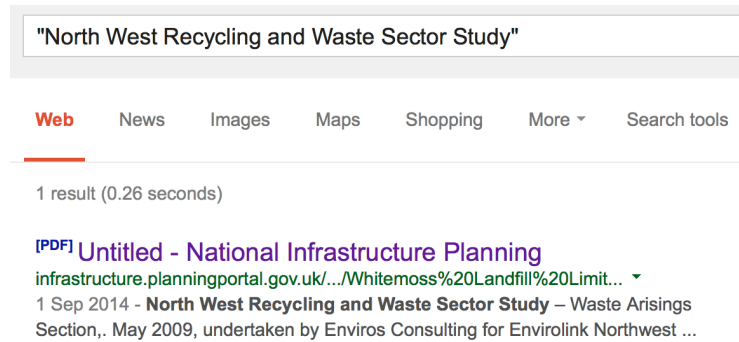 "North West Recycling and Waste Sector Study"
Web News Images Maps Shopping More Search tools
1 result (0.26 seconds)
[PDF] Untitled - National Infrastructure Planning
infrastructure.planningportal.gov.uk/.../Whitemoss%20Landfill%20Limit...
1 Sep 2014 - North West Recycling and Waste Sector Study – Waste Arisings
Section,. May 2009, undertaken by Enviros Consulting for Envirolink Northwest ...